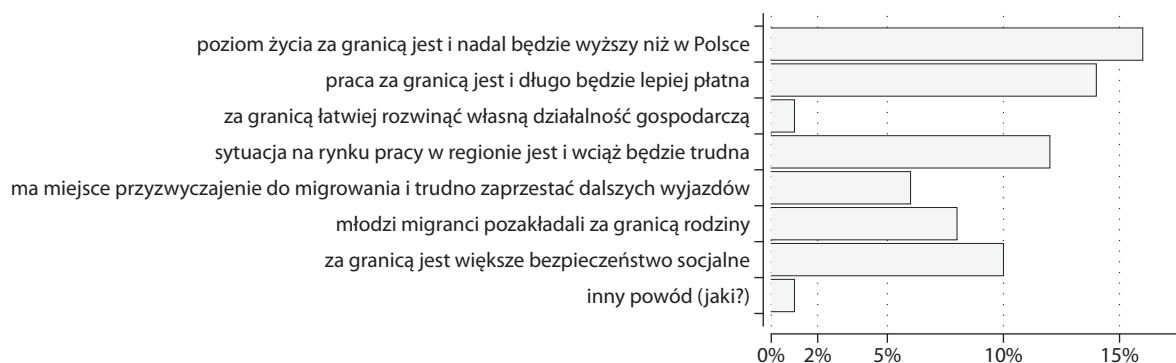 poziom życia za granicą jest i nadal będzie wyższy niż w Polsce
praca za granicą jest i długo będzie lepiej płatna
za granicą łatwiej rozwinąć własną działalność gospodarczą
sytuacja na rynku pracy w regionie jest i wciąż będzie trudna
ma miejsce przyzwyczajenie do migrowania i trudno zaprzestać dalszych wyjazdów
młodzi migranci pozakładali za granicą rodziny
za granicą jest większe bezpieczeństwo socjalne
inny powód (jaki?)
0% 2% 5% 10% 15%